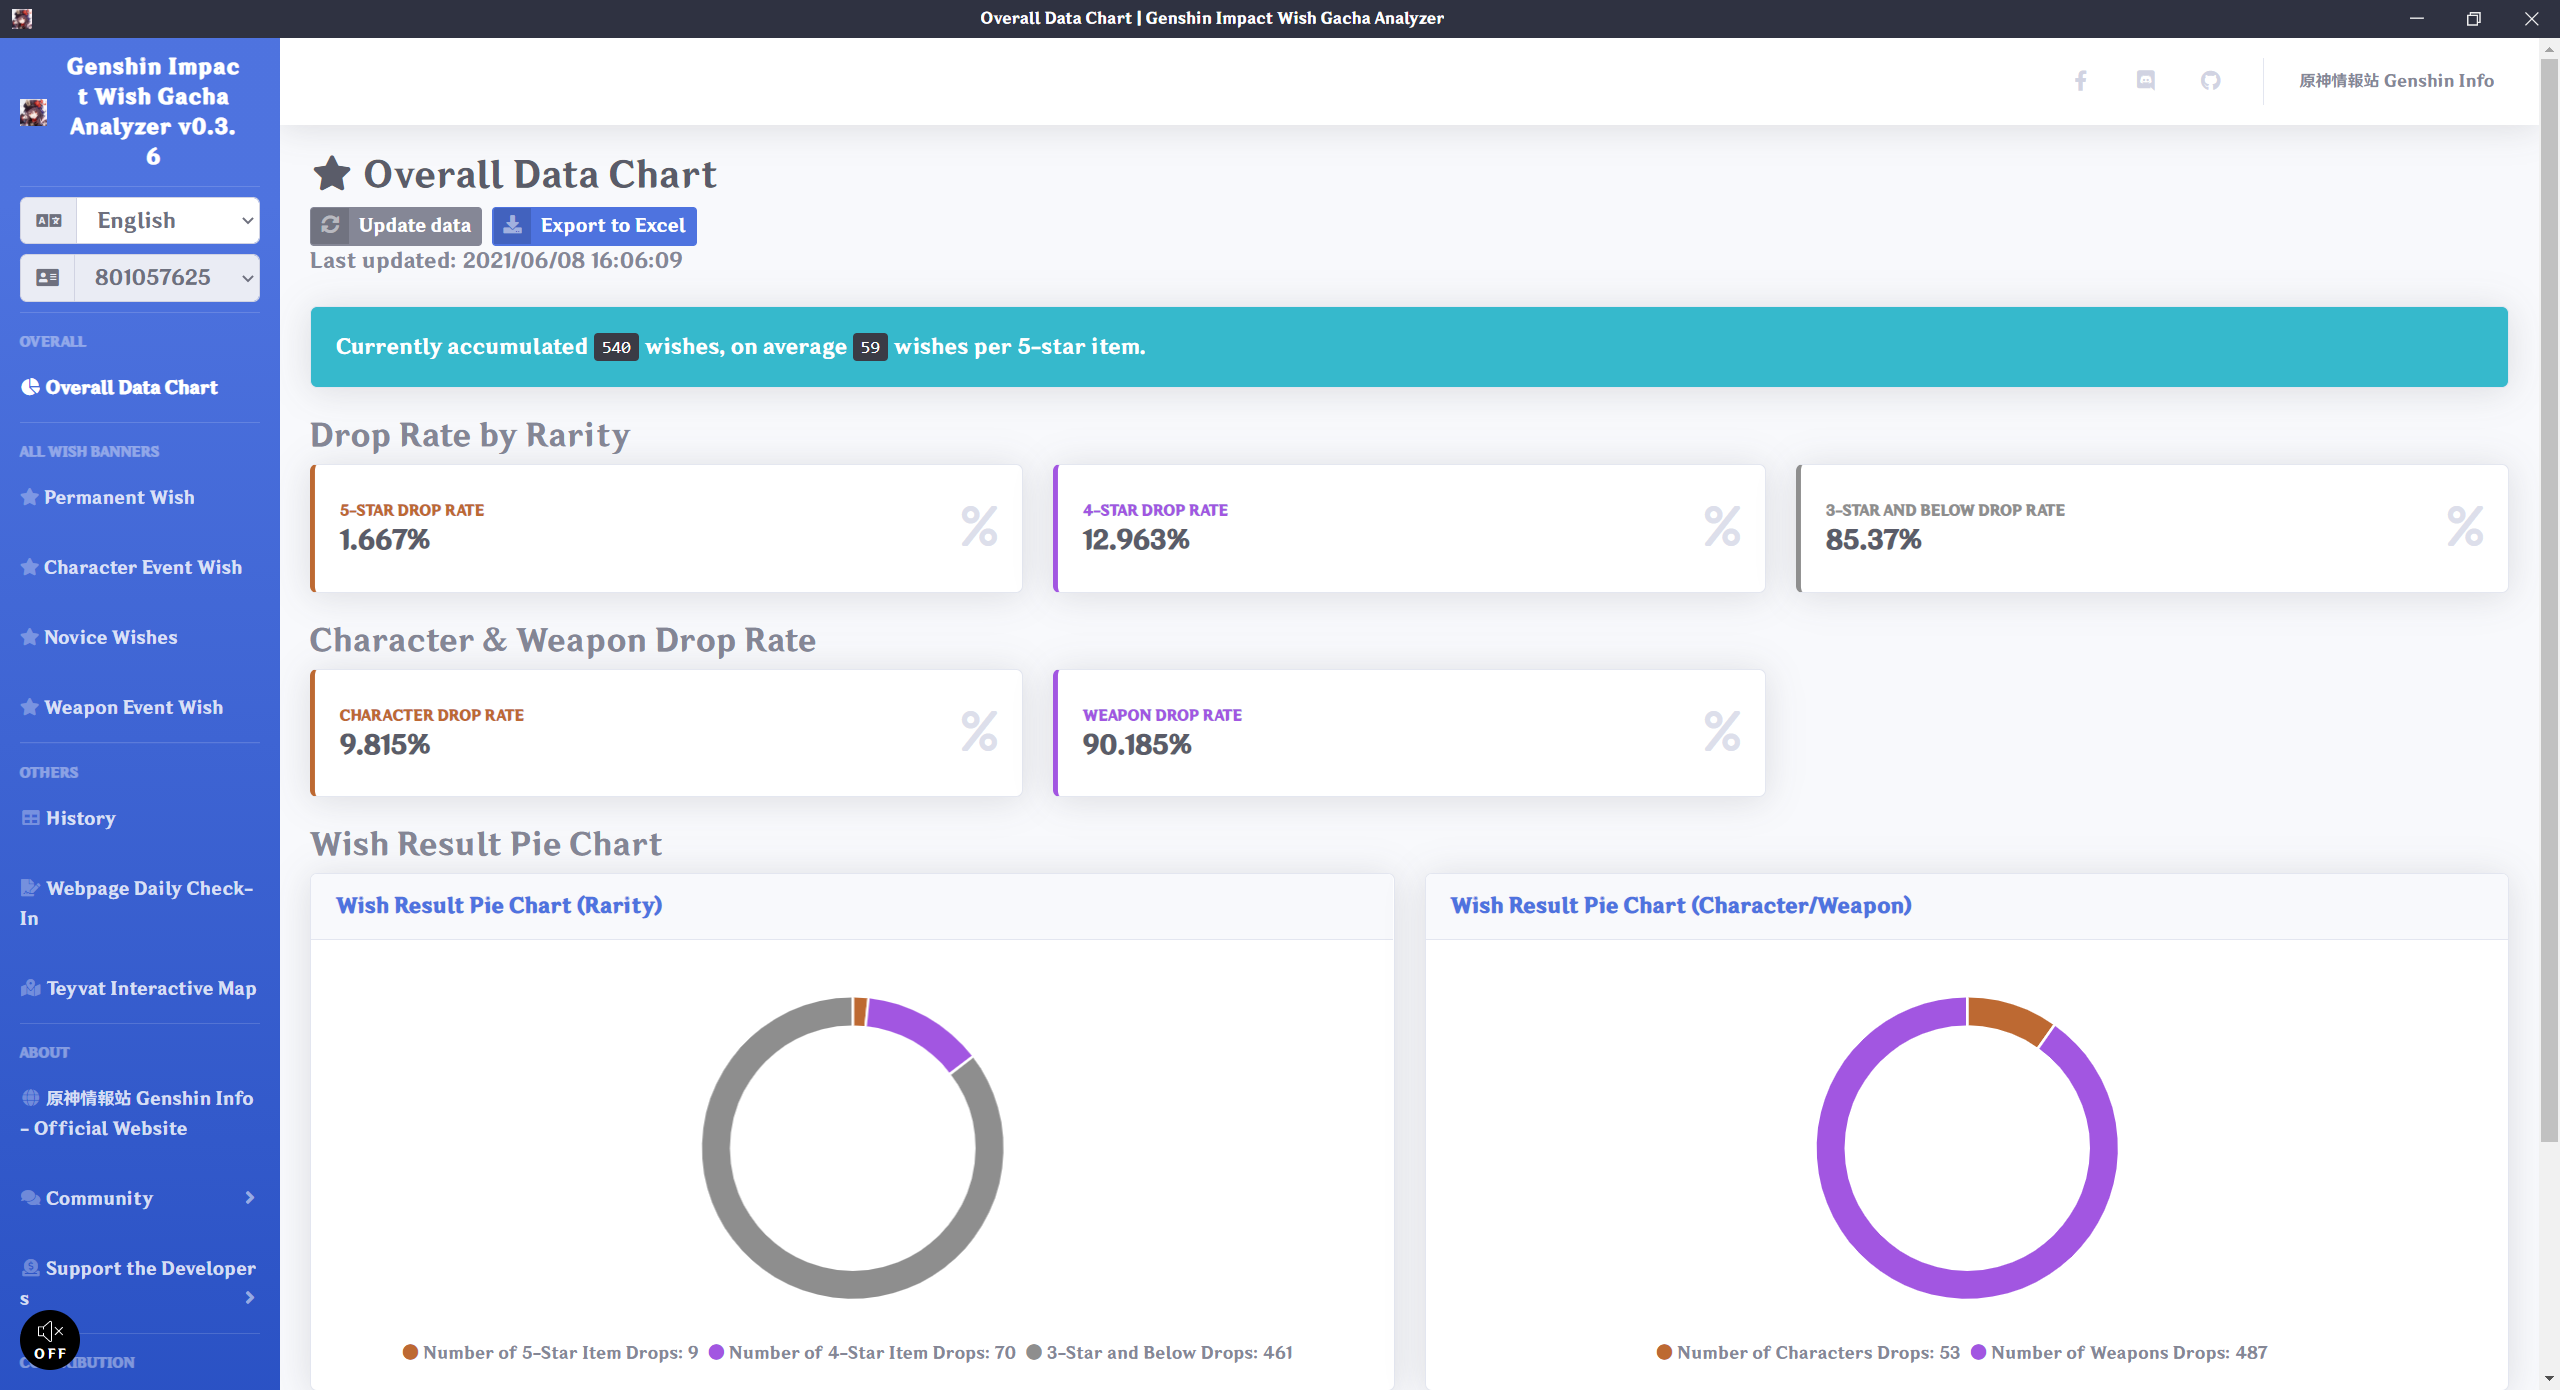 Overall Data Chart | Genshin Impact Wish Gacha Analyzer
Genshin Impac
t Wish Gacha
Analyzer v0.3.
6
English
801057625
OVERALL
Overall Data Chart
ALL WISH BANNERS
Permanent Wish
Character Event Wish
Novice Wishes
Weapon Event Wish
OTHERS
History
Webpage Daily Check-
In
Teyvat Interactive Map
ABOUT
原神情報站 Genshin Info
- Official Website
Community
Support the Developer
s
OFF
原神情報站 Genshin Info
Overall Data Chart
Update data
Export to Excel
Last updated: 2021/06/08 16:06:09
Currently accumulated 540 wishes, on average 59 wishes per 5-star item.
Drop Rate by Rarity
5-STAR DROP RATE
1.667%
4-STAR DROP RATE
12.963%
3-STAR AND BELOW DROP RATE
85.37%
Character & Weapon Drop Rate
CHARACTER DROP RATE
9.815%
WEAPON DROP RATE
90.185%
Wish Result Pie Chart
Wish Result Pie Chart (Rarity)
Number of 5-Star Item Drops: 9 Number of 4-Star Item Drops: 70 3-Star and Below Drops: 461
Wish Result Pie Chart (Character/Weapon)
Number of Characters Drops: 53 Number of Weapons Drops: 487